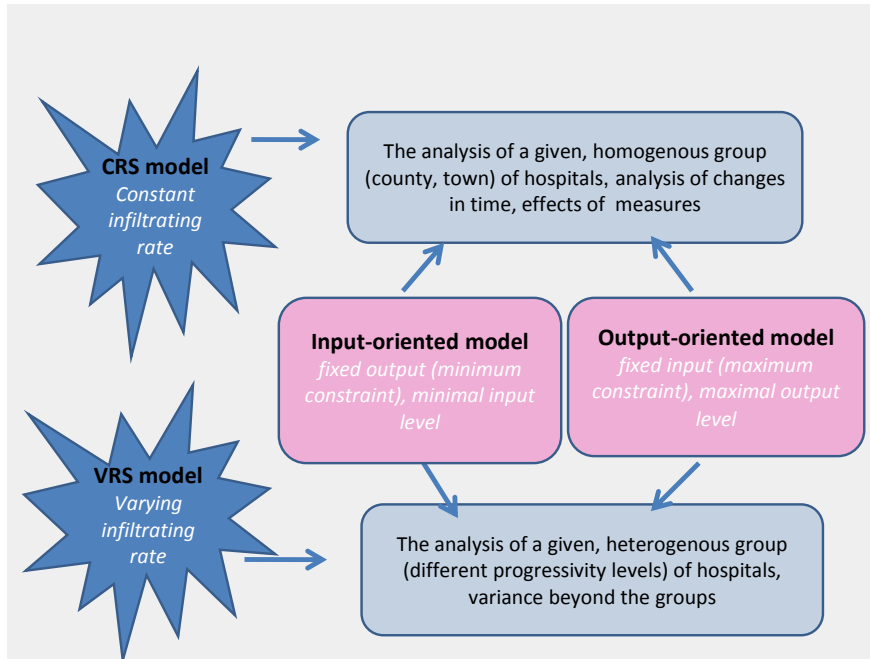 CRS model
Constant
infiltrating
rate
The analysis of a given, homogenous group
(county, town) of hospitals, analysis of changes
in time, effects of measures
Input-oriented model
fixed output (minimum
constraint), minimal input
level
Output-oriented model
fixed input (maximum
constraint), maximal output
level
VRS model
Varying
infiltrating
rate
The analysis of a given, heterogenous group
(different progressivity levels) of hospitals,
variance beyond the groups